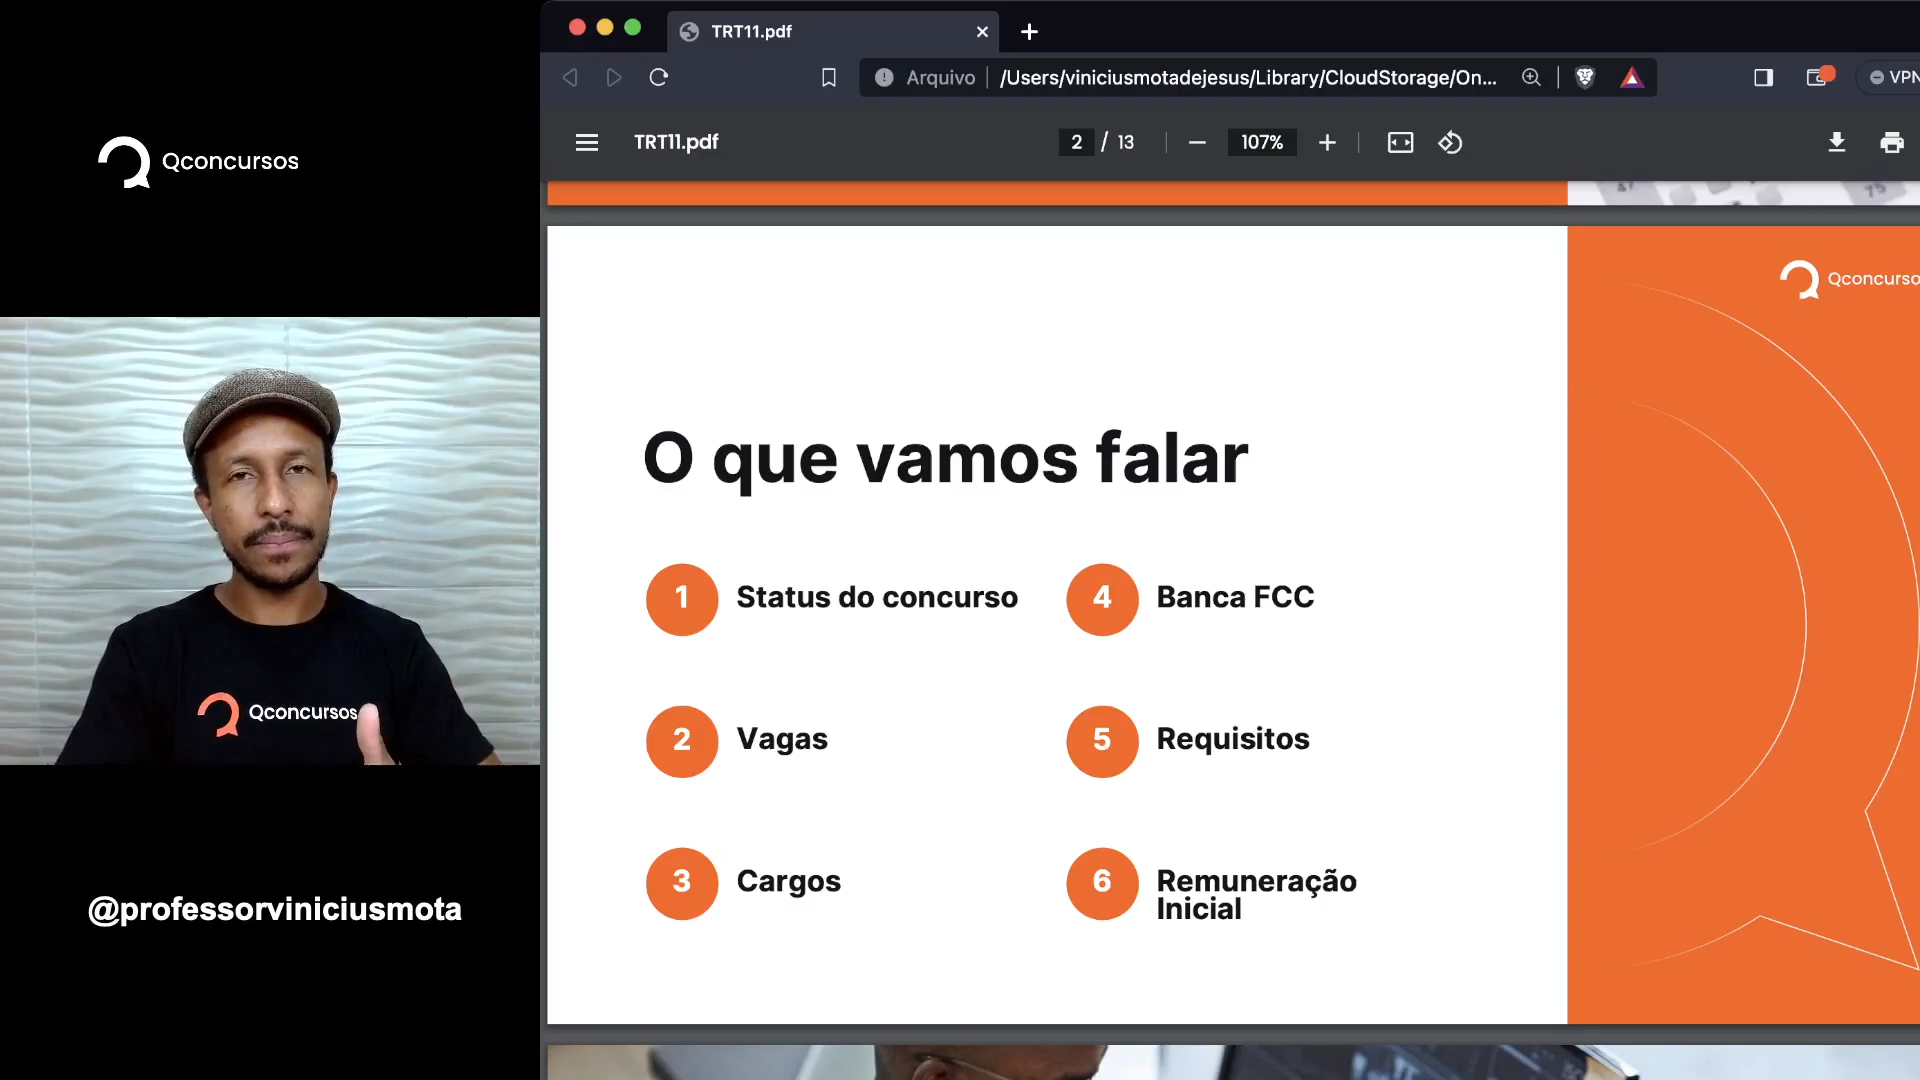 TRT11.pdf
Arquivo
/Users/viniciusmotadejesus/Library/CloudStorage/On...
VPN
TRT11.pdf
2 / 13
107%
Qconcursos
Qconcurso
O que vamos falar
1 Status do concurso
4 Banca FCC
2 Vagas
5 Requisitos
3 Cargos
6 Remuneração
Inicial
Qconcursos
@professorviniciusmota